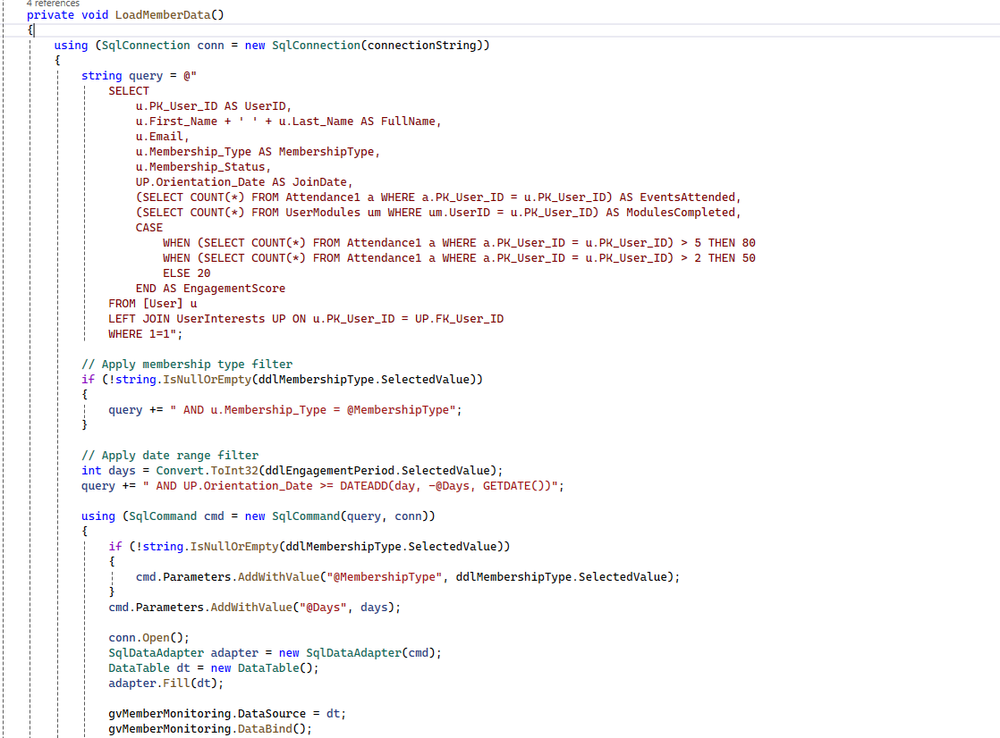 4 references
private void LoadMemberData()
{
using (SqlConnection conn = new SqlConnection(connectionString))
{
string query = @"
SELECT
u.PK_User_ID AS UserID,
u.First_Name + ' ' + u.Last_Name AS FullName,
u.Email,
u.Membership_Type AS MembershipType,
u.Membership_Status,
UP.Orientation_Date AS JoinDate,
(SELECT COUNT(*) FROM Attendance1 a WHERE a.PK_User_ID = u.PK_User_ID) AS EventsAttended,
(SELECT COUNT(*) FROM UserModules um WHERE um.UserID = u.PK_User_ID) AS ModulesCompleted,
CASE
WHEN (SELECT COUNT(*) FROM Attendance1 a WHERE a.PK_User_ID = u.PK_User_ID) > 5 THEN 80
WHEN (SELECT COUNT(*) FROM Attendance1 a WHERE a.PK_User_ID = u.PK_User_ID) > 2 THEN 50
ELSE 20
END AS EngagementScore
FROM [User] u
LEFT JOIN UserInterests UP ON u.PK_User_ID = UP.FK_User_ID
WHERE 1=1";
// Apply membership type filter
if (!string.IsNullOrEmpty(ddlMembershipType.SelectedValue))
{
query += " AND u.Membership_Type = @MembershipType";
}
// Apply date range filter
int days = Convert.ToInt32(ddlEngagementPeriod.SelectedValue);
query += " AND UP.Orientation_Date >= DATEADD(day, -@Days, GETDATE())";
using (SqlCommand cmd = new SqlCommand(query, conn))
{
if (!string.IsNullOrEmpty(ddlMembershipType.SelectedValue))
{
cmd.Parameters.AddWithValue("@MembershipType", ddlMembershipType.SelectedValue);
}
cmd.Parameters.AddWithValue("@Days", days);
conn.Open();
SqlDataAdapter adapter = new SqlDataAdapter(cmd);
DataTable dt = new DataTable();
adapter.Fill(dt);
gvMemberMonitoring.DataSource = dt;
gvMemberMonitoring.DataBind();